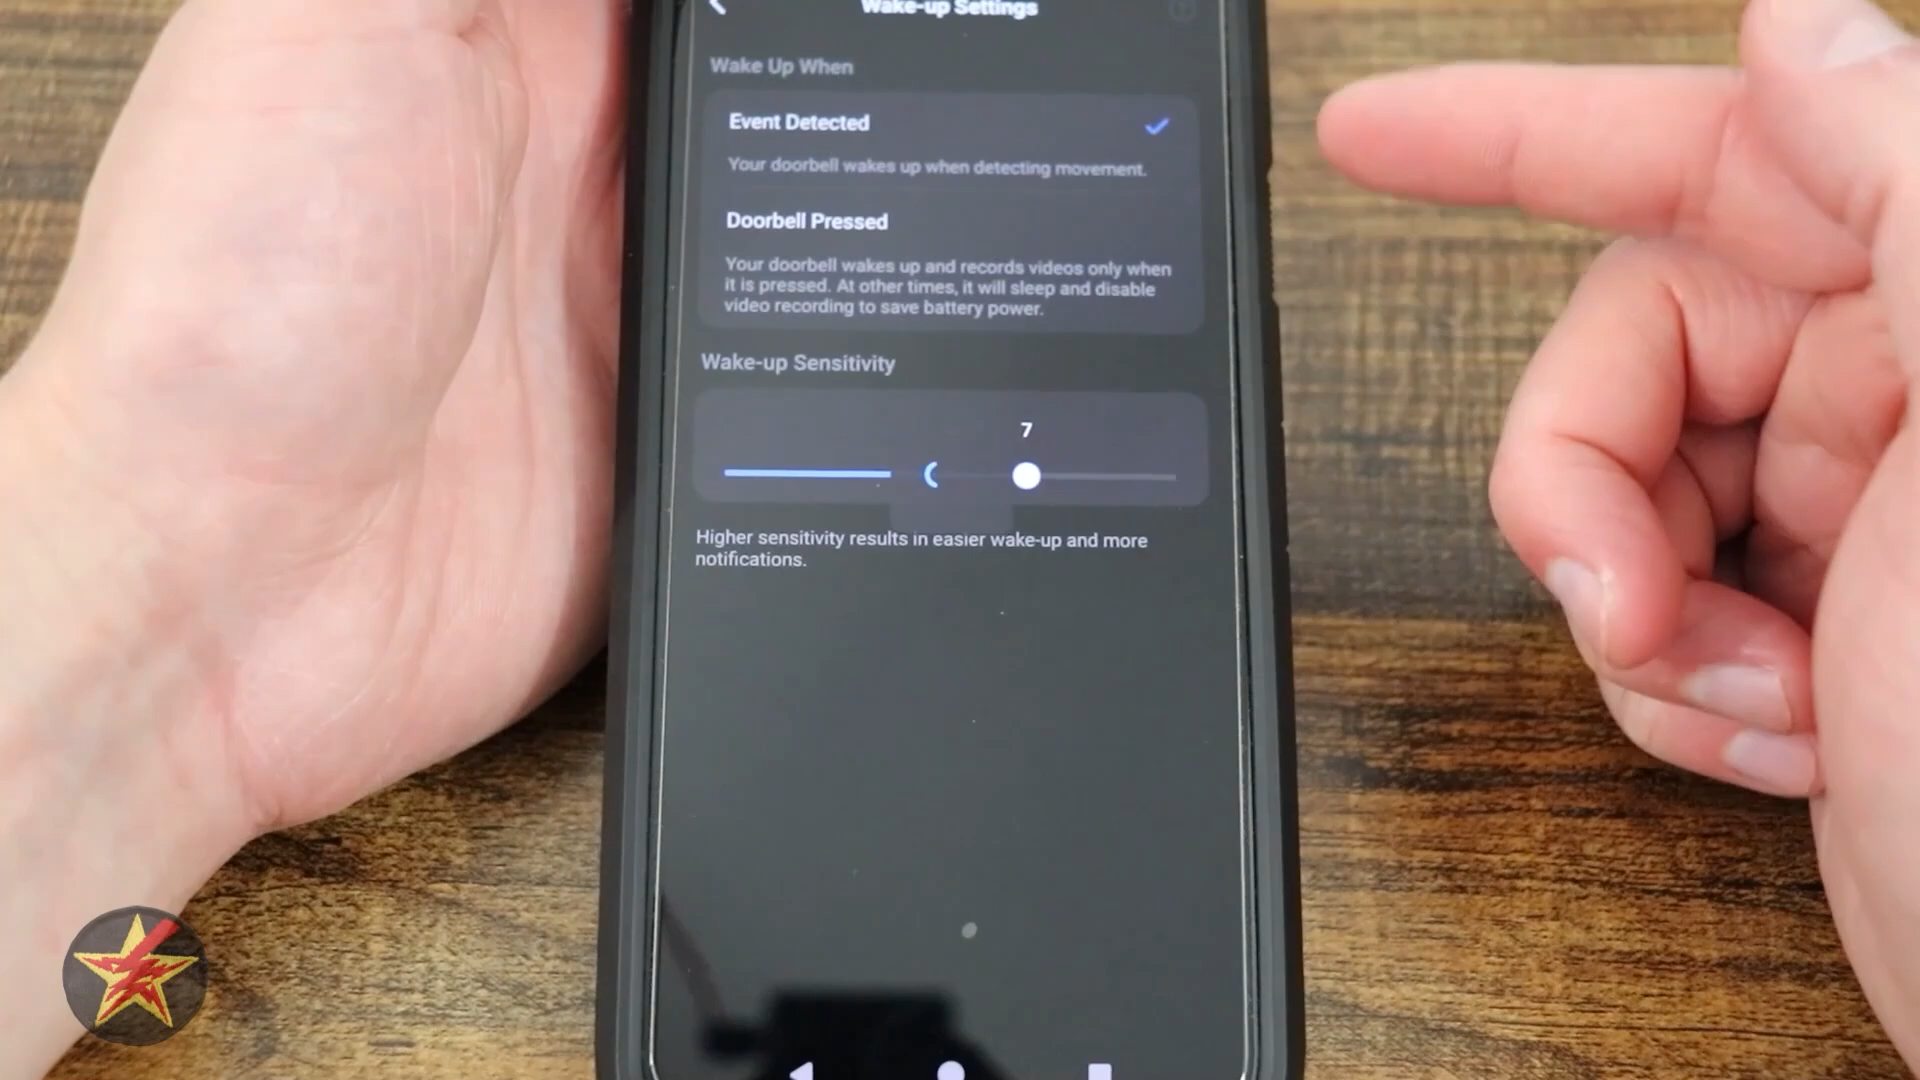 Wake-up Settings
Wake Up When
Event Detected
Your doorbell wakes up when detecting movement.
Doorbell Pressed
Your doorbell wakes up and records videos only when
it is pressed. At other times, it will sleep and disable
video recording to save battery power.
Wake-up Sensitivity
7
Higher sensitivity results in easier wake-up and more
notifications.